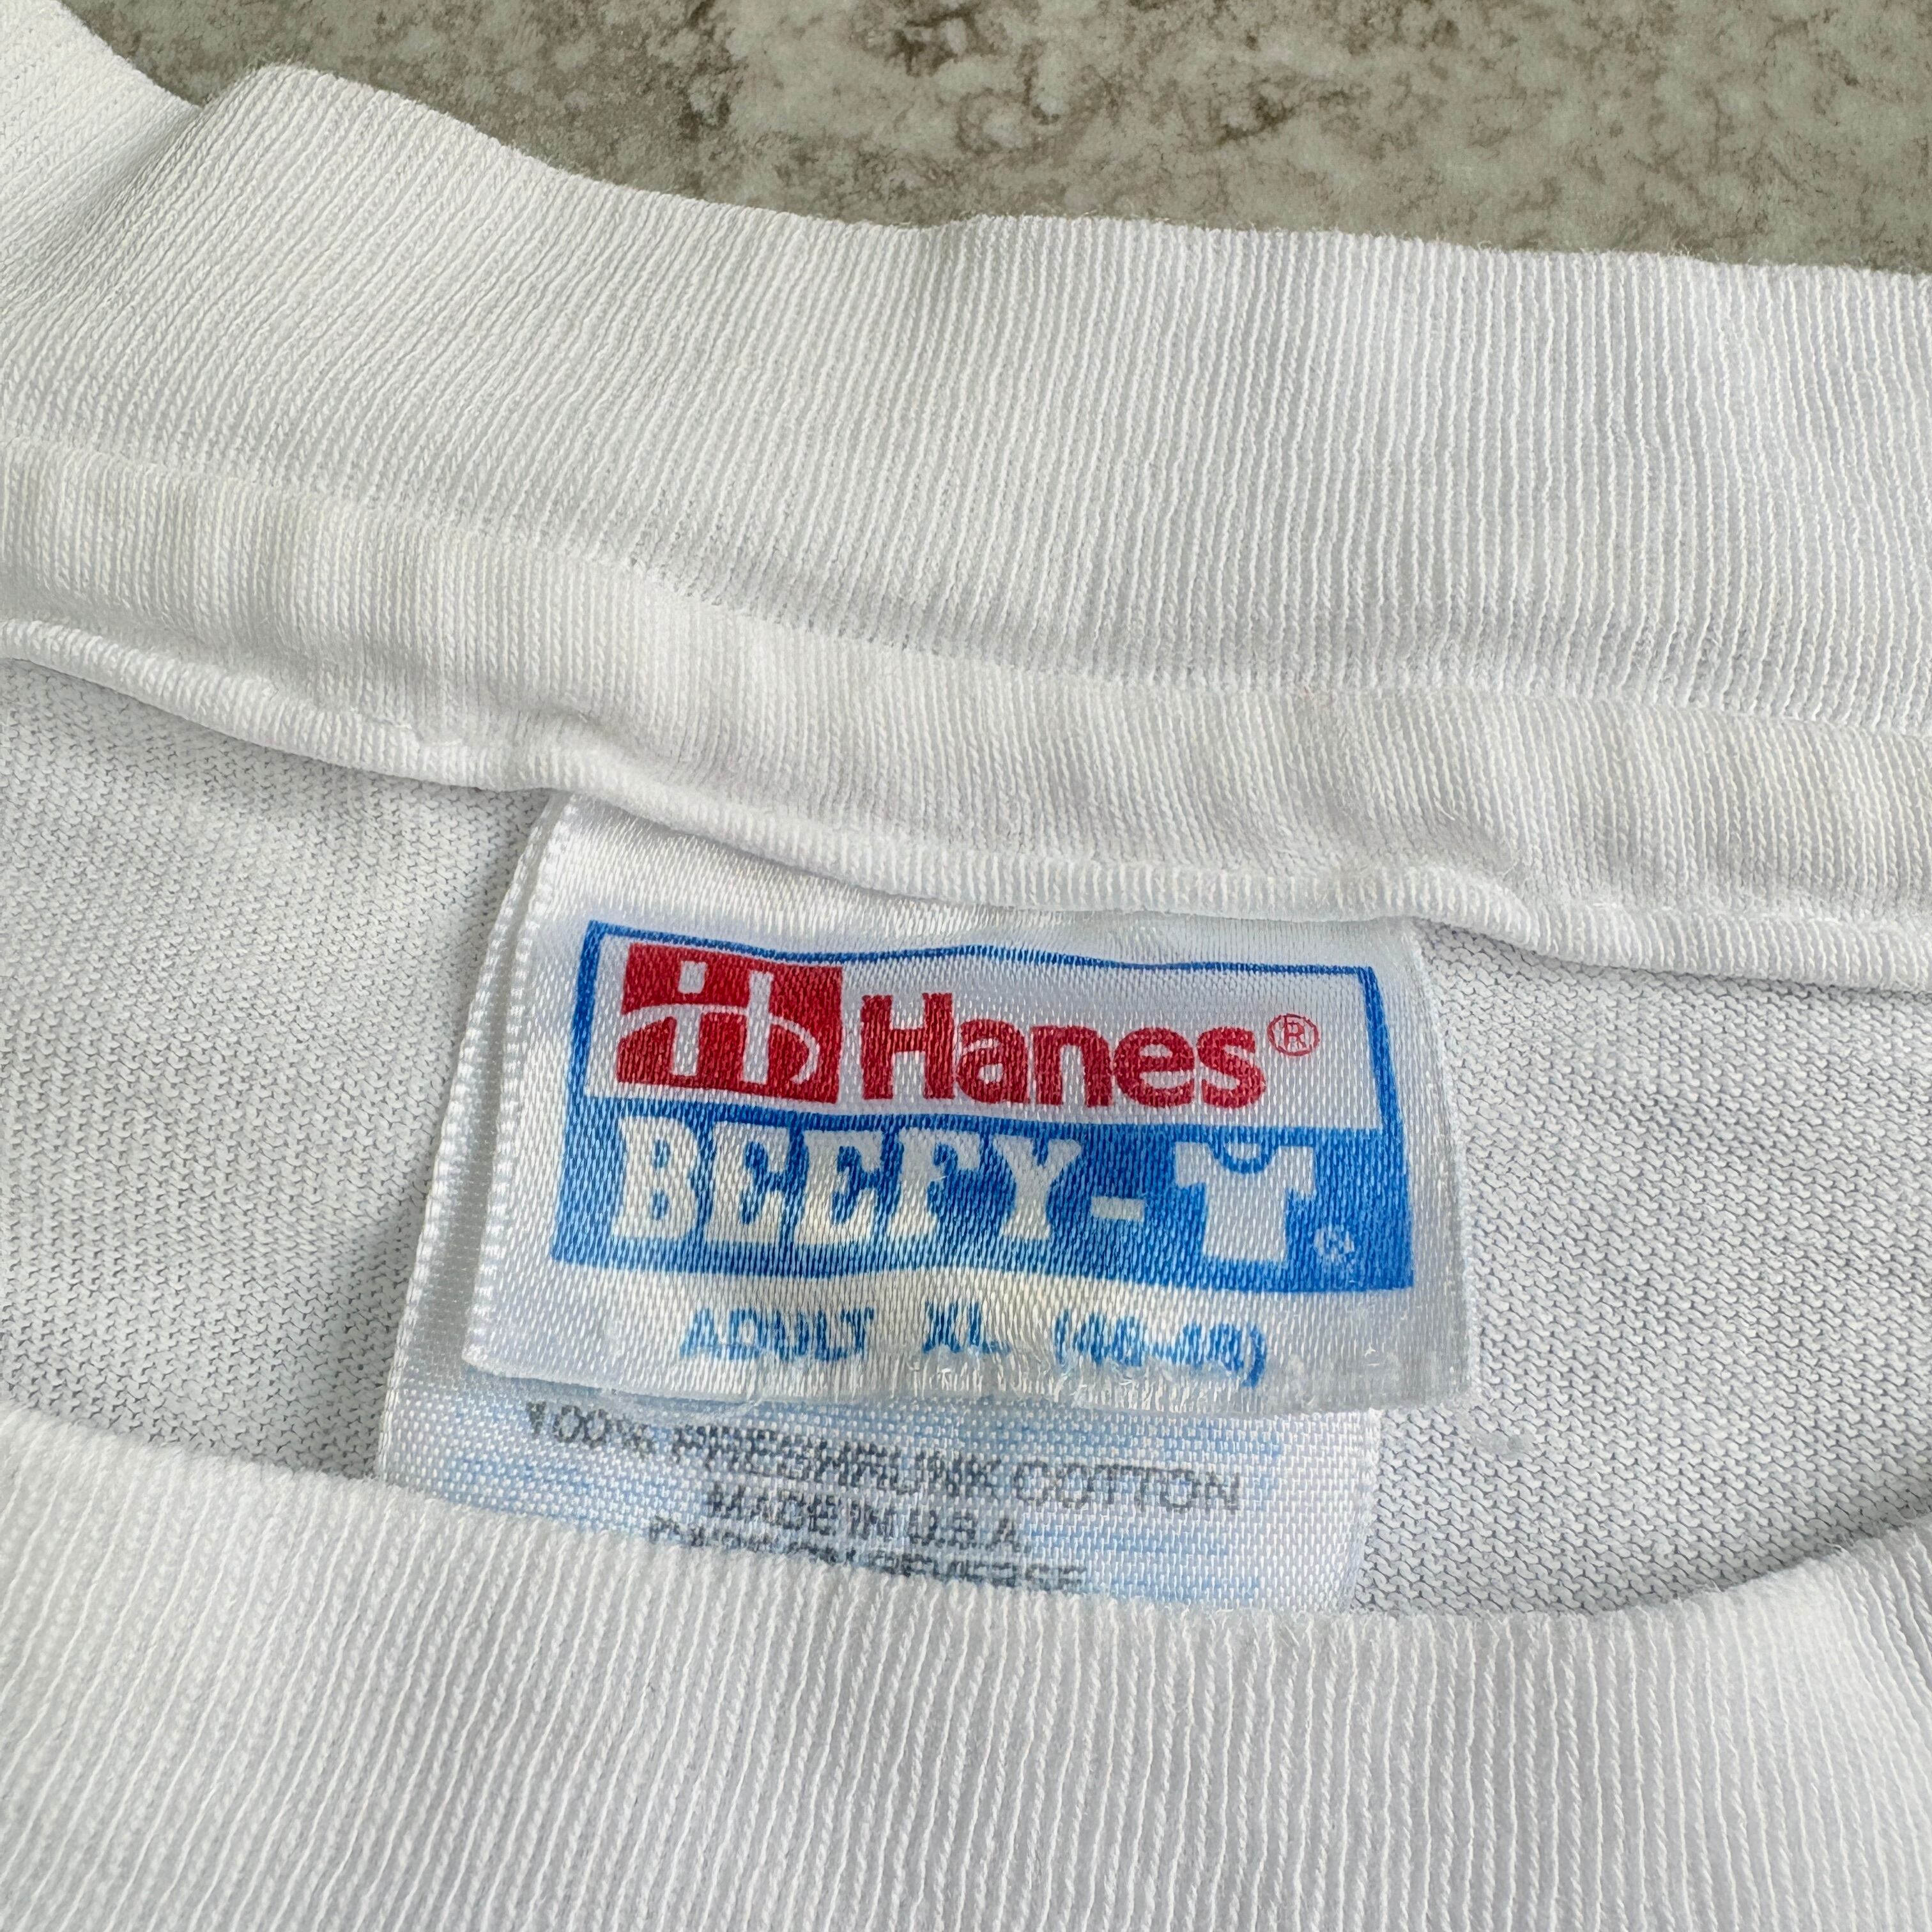 Hanes®
BEEFY-T®
ADULT XL (46-48)
100% PRESHRUNK COTTON
MADE IN U.S.A.